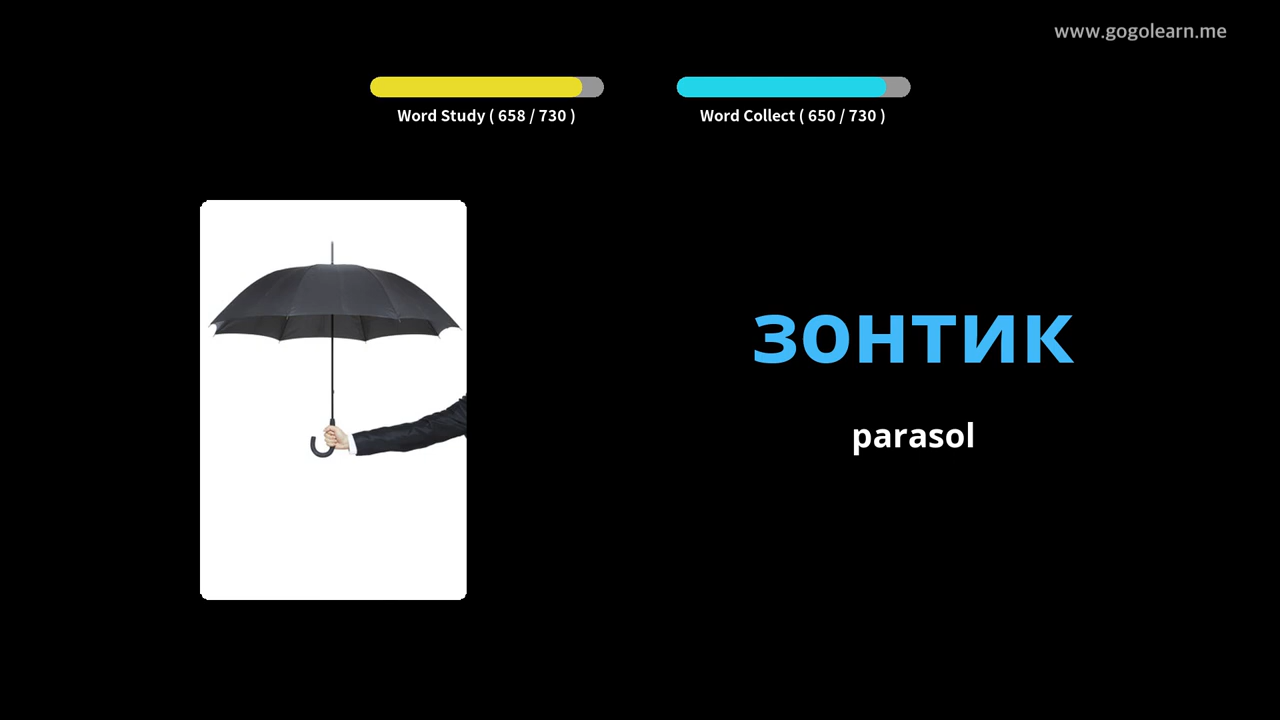 www.gogolearn.me
Word Study ( 658 / 730 )
Word Collect ( 650 / 730 )
зонтик
parasol